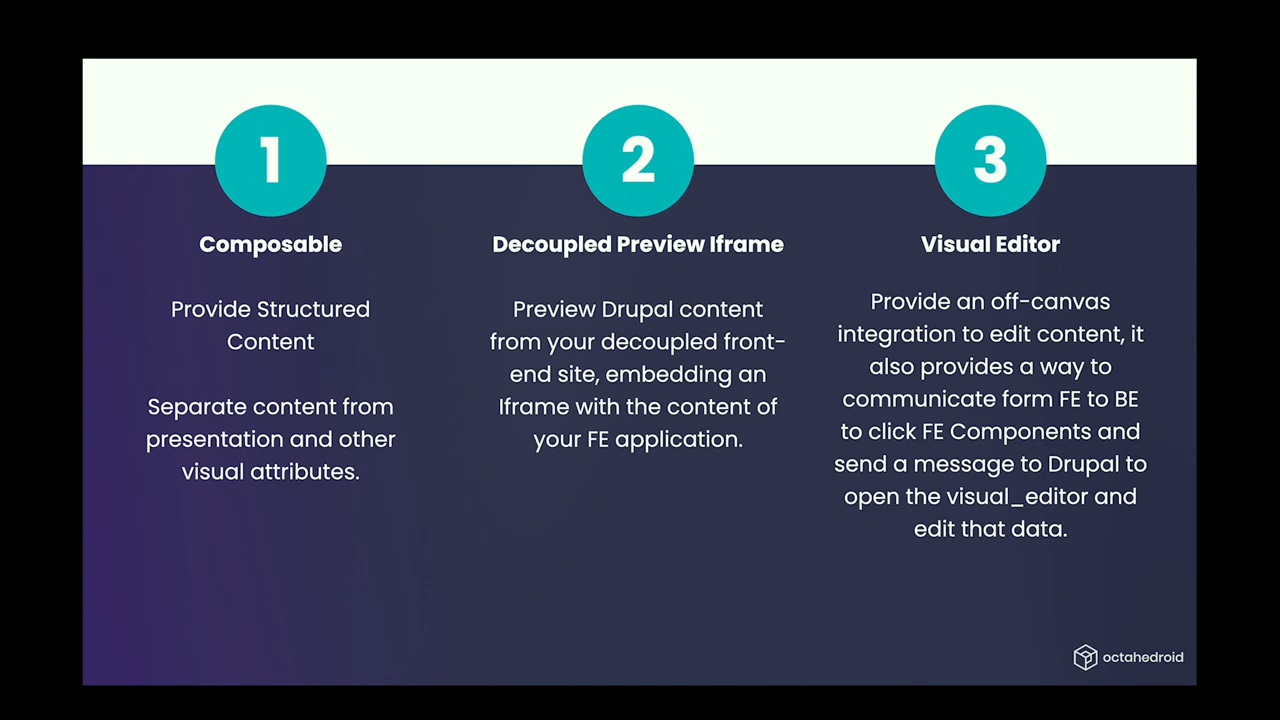 1
Composable
Provide Structured
Content
Separate content from
presentation and other
visual attributes.
2
Decoupled Preview Iframe
Preview Drupal content
from your decoupled front-
end site, embedding an
Iframe with the content of
your FE application.
3
Visual Editor
Provide an off-canvas
integration to edit content, it
also provides a way to
communicate form FE to BE
to click FE Components and
send a message to Drupal to
open the visual_editor and
edit that data.
octahedroid